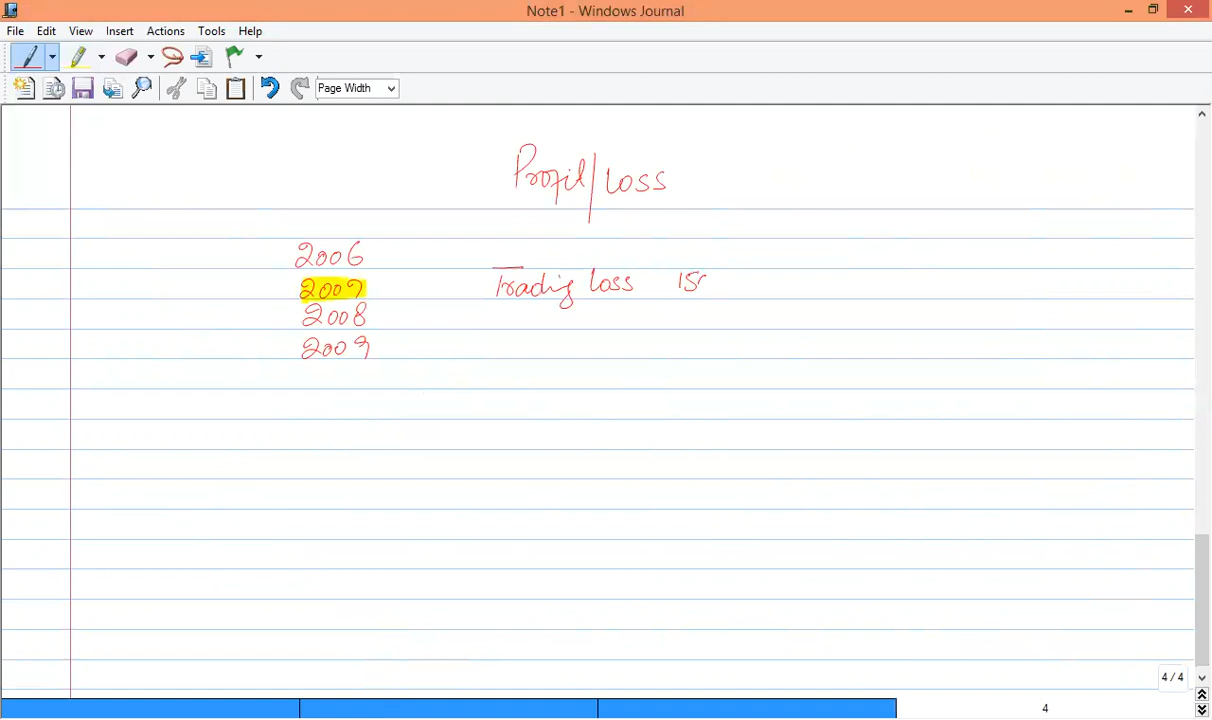 Note1 - Windows Journal
File Edit View Insert Actions Tools Help
Page Width
Profit/Loss
2006
2007 Trading loss 15
2008
2009
4 / 4
4